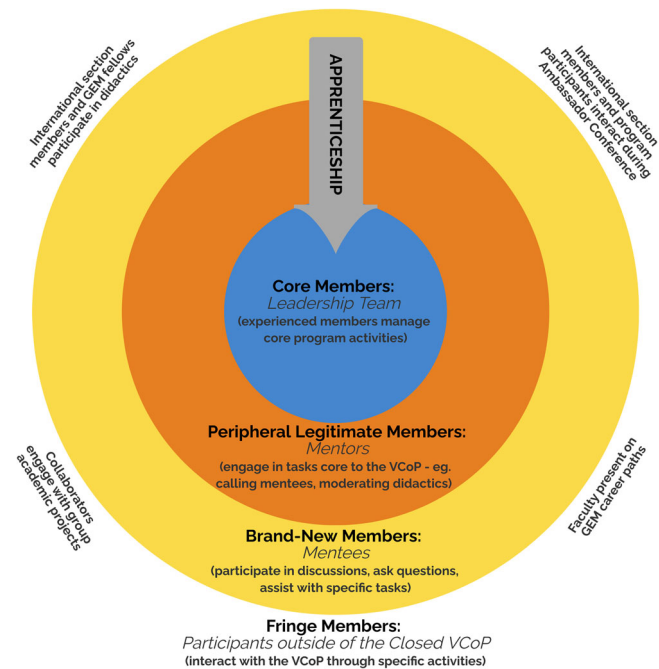 International section
members and GEM fellows
participate in didactics
International section
members and program
participants interact during
Ambassador Conference
APPRENTICESHIP
Core Members:
Leadership Team
(experienced members manage
core program activities)
Peripheral Legitimate Members:
Mentors
(engage in tasks core to the VCoP - eg.
calling mentees, moderating didactics)
Collaborators
engage with group
academic projects
Faculty present on
GEM career paths
Brand-New Members:
Mentees
(participate in discussions, ask questions,
assist with specific tasks)
Fringe Members:
Participants outside of the Closed VCoP
(interact with the VCoP through specific activities)